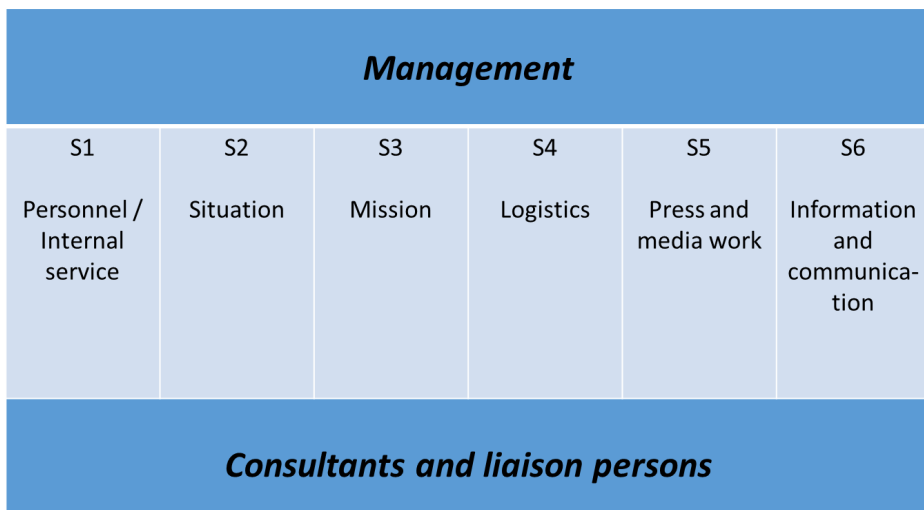 Management
S1
Personnel /
Internal
service
S2
Situation
S3
Mission
S4
Logistics
S5
Press and
media work
S6
Information
and
communica-
tion
Consultants and liaison persons